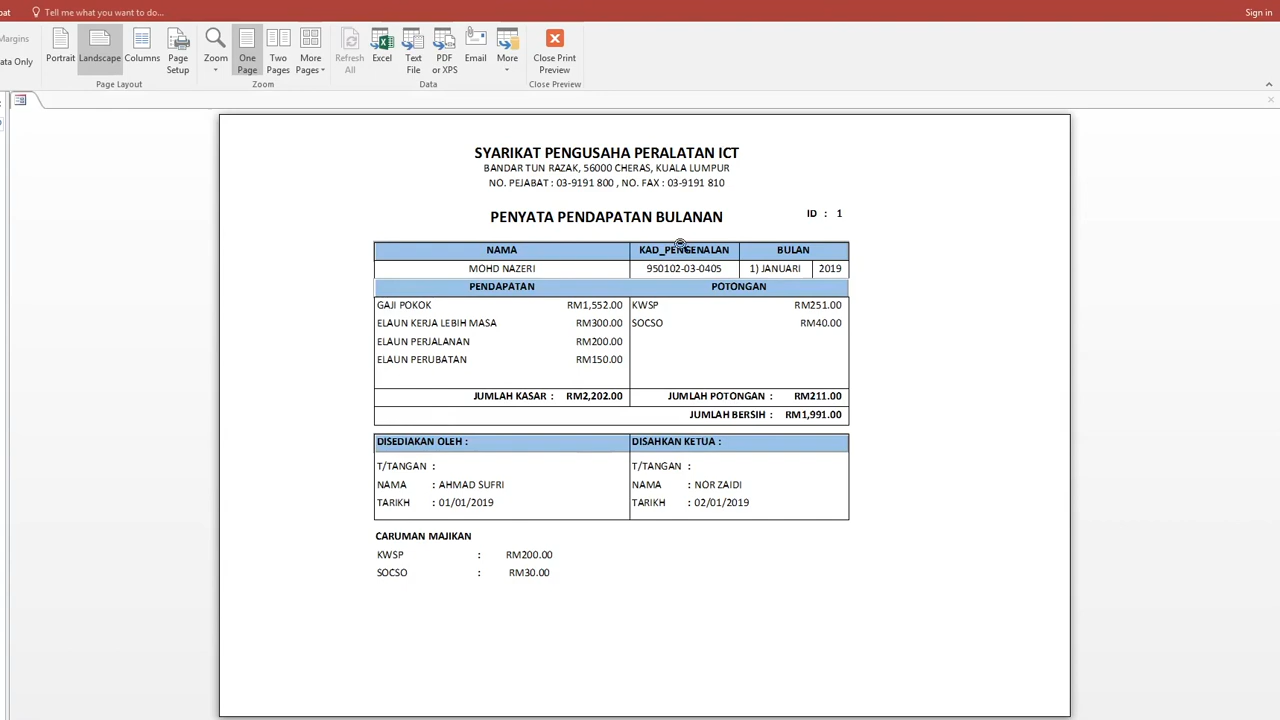 pat
Tell me what you want to do...
Sign in
Margins
ata Only
Portrait
Landscape
Columns
Page Setup
Zoom
One Page
Two Pages
More Pages
Refresh All
Excel
Text File
PDF or XPS
Email
More
Close Print Preview
Page Layout
Zoom
Data
Close Preview
SYARIKAT PENGUSAHA PERALATAN ICT
BANDAR TUN RAZAK, 56000 CHERAS, KUALA LUMPUR
NO. PEJABAT : 03-9191 800 , NO. FAX : 03-9191 810
PENYATA PENDAPATAN BULANAN
ID : 1
NAMA KAD_PENGENALAN BULAN
MOHD NAZERI 950102-03-0405 1) JANUARI 2019
PENDAPATAN POTONGAN
GAJI POKOK RM1,552.00 KWSP RM251.00
ELAUN KERJA LEBIH MASA RM300.00 SOCSO RM40.00
ELAUN PERJALANAN RM200.00
ELAUN PERUBATAN RM150.00
JUMLAH KASAR : RM2,202.00 JUMLAH POTONGAN : RM211.00
JUMLAH BERSIH : RM1,991.00
DISEDIAKAN OLEH : DISAHKAN KETUA :
T/TANGAN : T/TANGAN :
NAMA : AHMAD SUFRI NAMA : NOR ZAIDI
TARIKH : 01/01/2019 TARIKH : 02/01/2019
CARUMAN MAJIKAN
KWSP : RM200.00
SOCSO : RM30.00